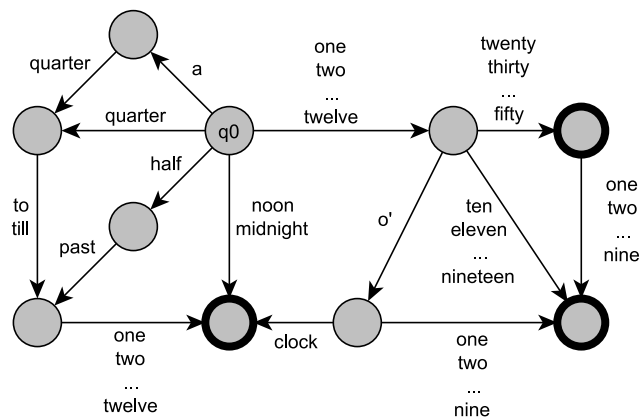 one
two
...
twelve
twenty
thirty
...
fifty
quarter
a
quarter
q0
half
to
till
noon
midnight
o'
ten
eleven
...
nineteen
one
two
...
nine
past
clock
one
two
...
twelve
one
two
...
nine